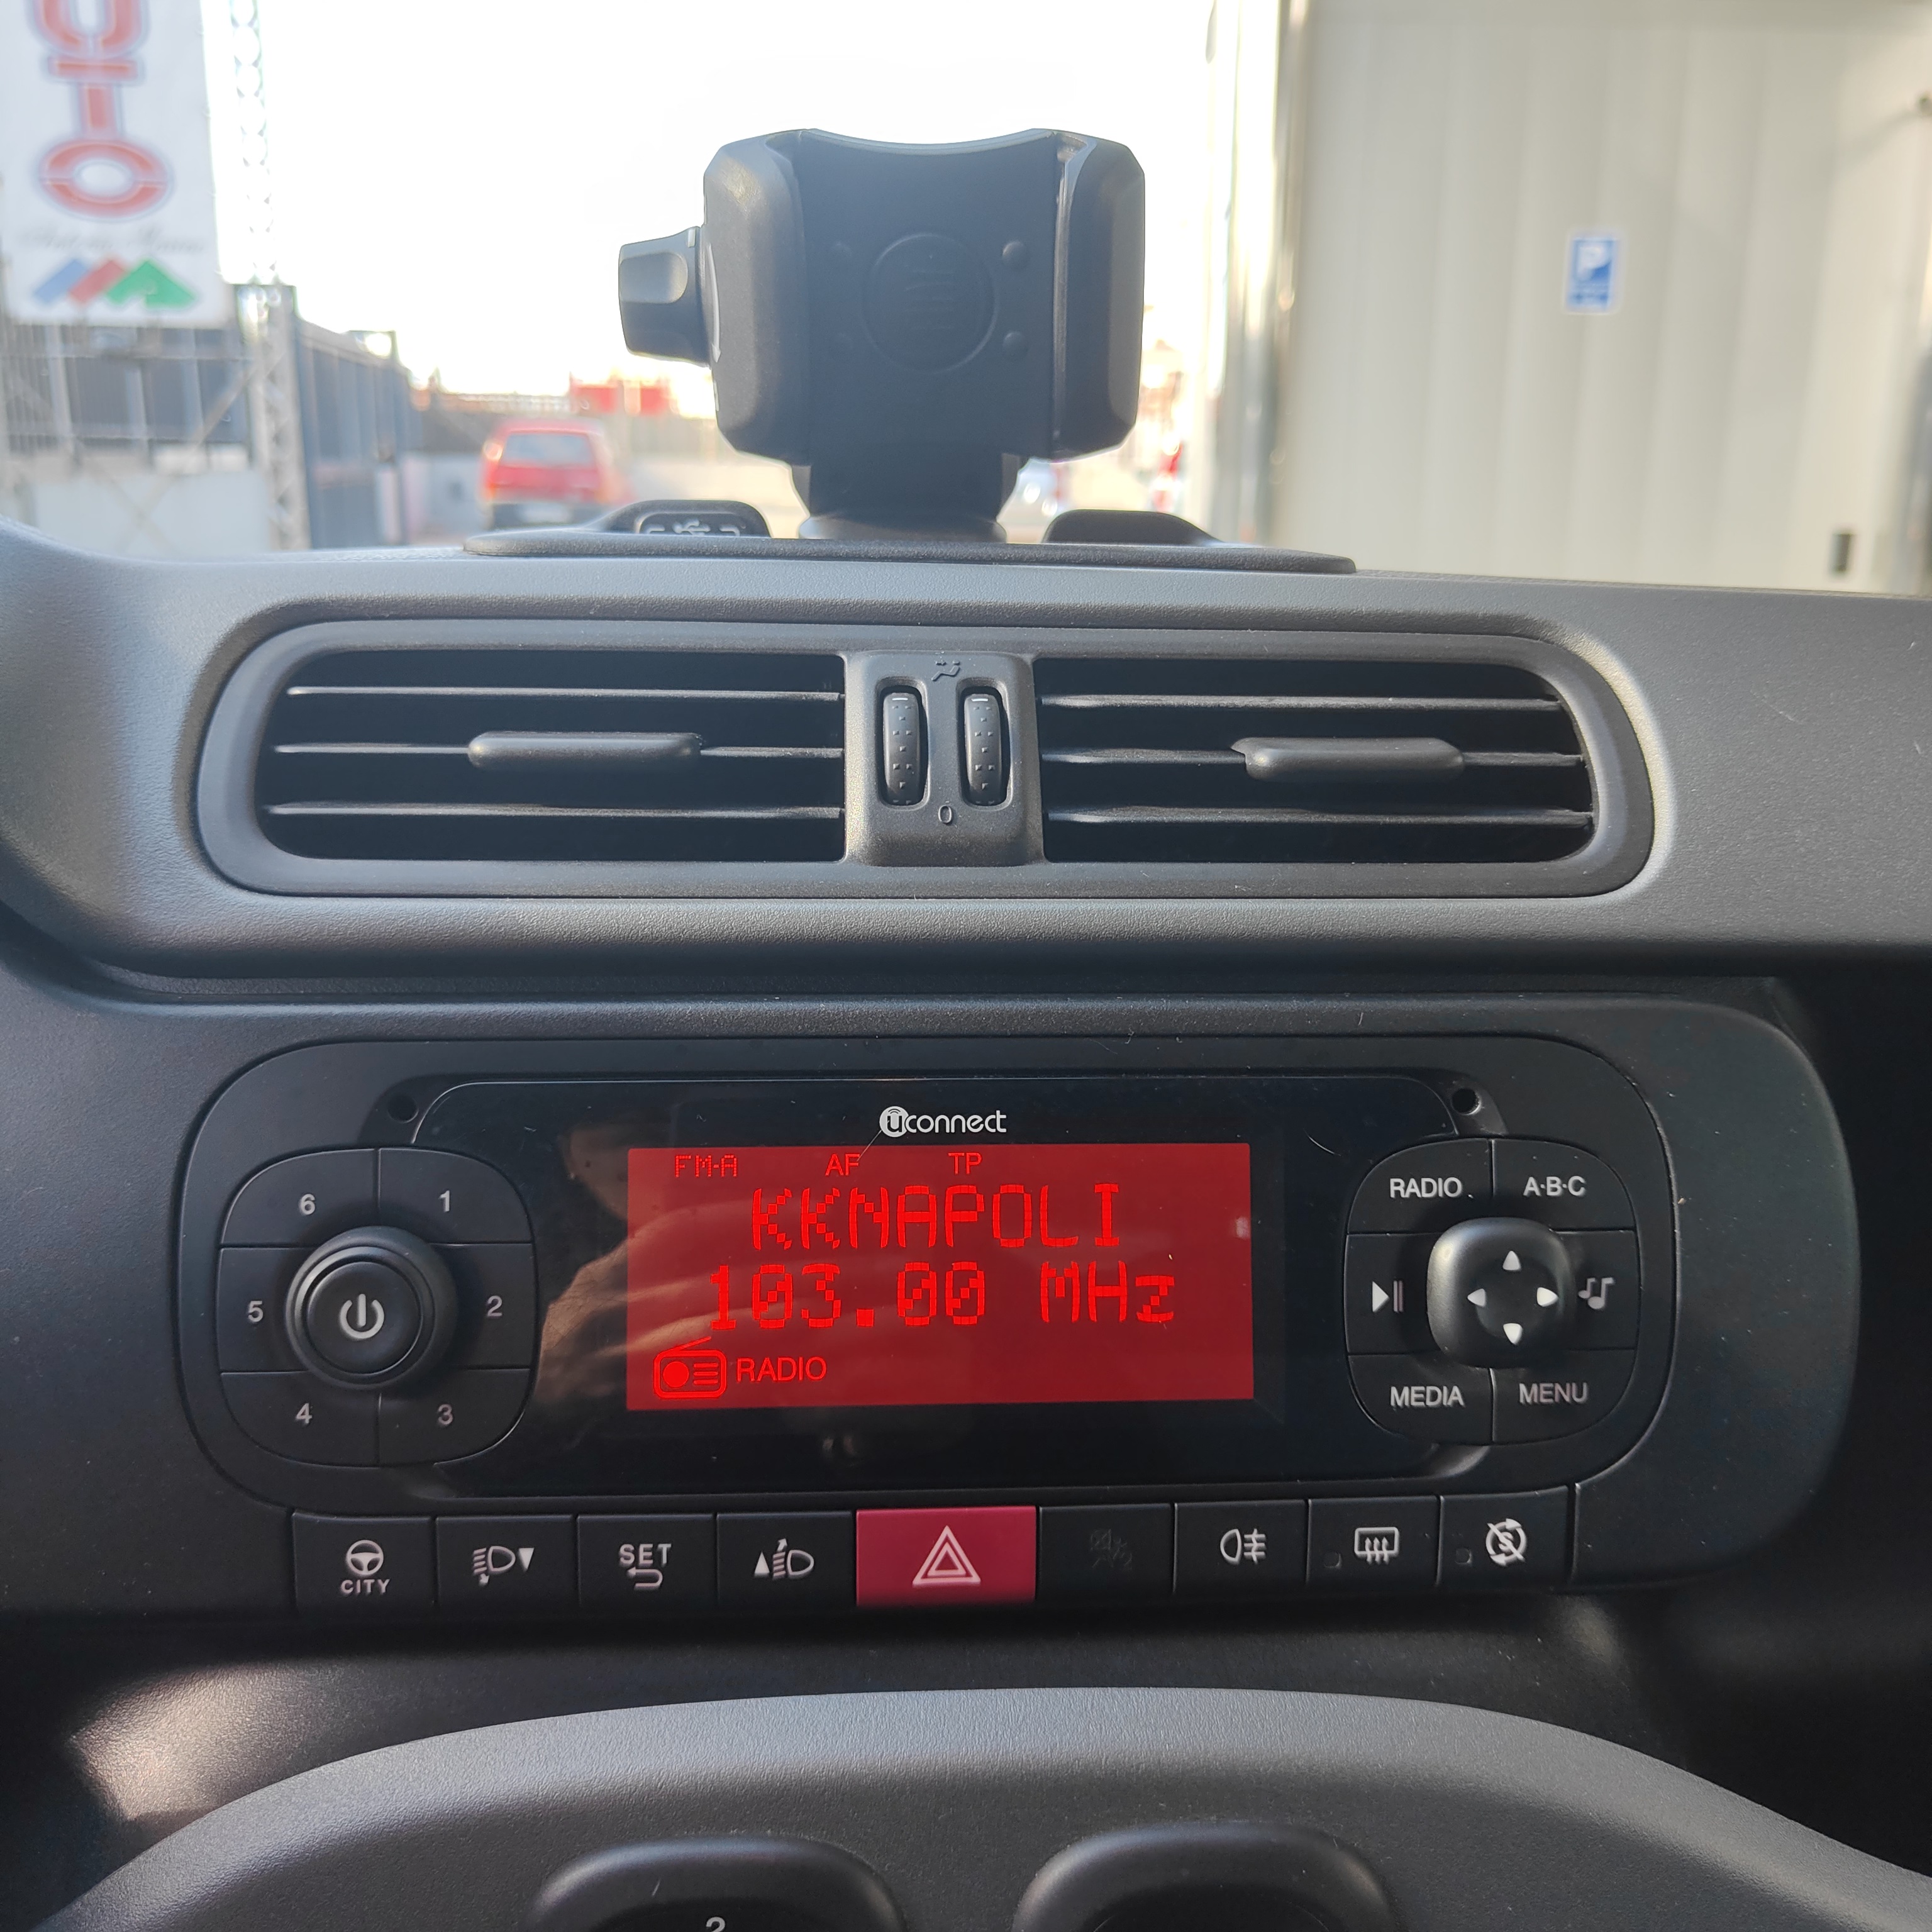 UTO
P
0
uconnect
FM-A AF TP
KKNAPOLI
103.00 MHz
RADIO
6 1
5 2
4 3
RADIO A·B·C
MEDIA MENU
CITY
SET